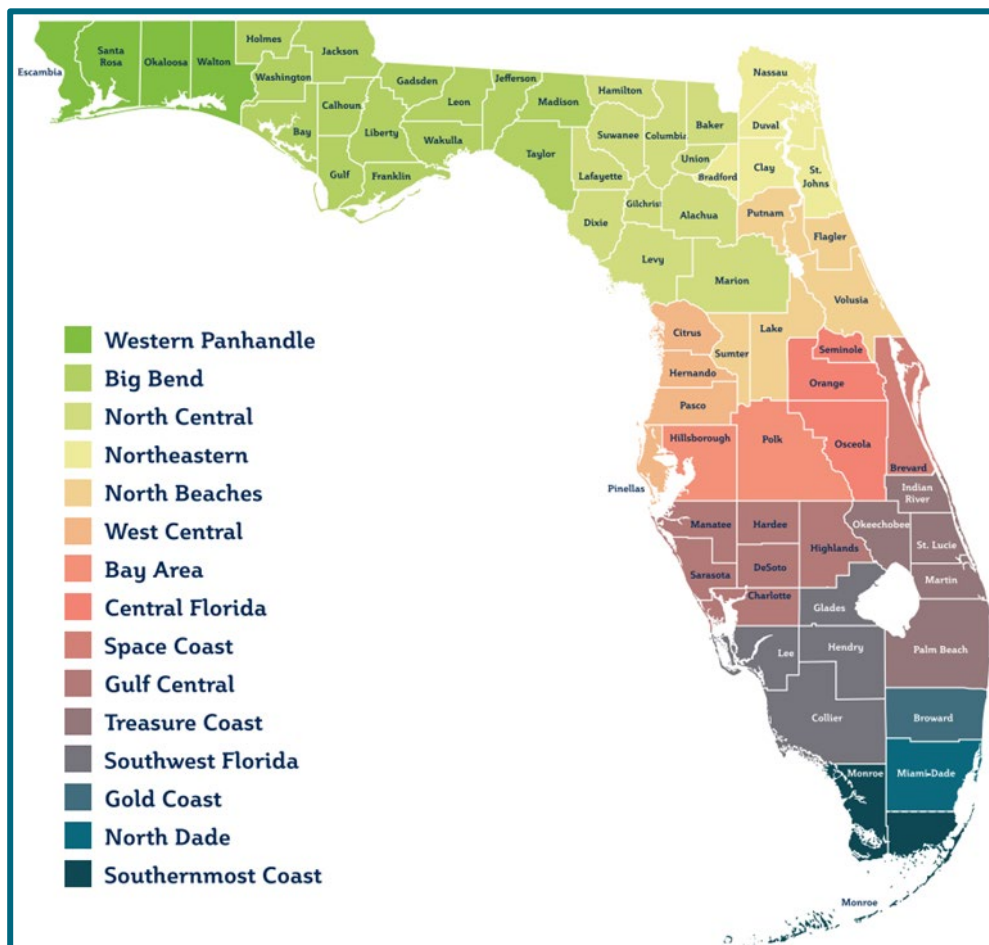 Escambia
Santa
Rosa
Okaloosa
Walton
Holmes
Washington
Jackson
Bay
Calhoun
Gulf
Liberty
Franklin
Gadsden
Leon
Wakulla
Jefferson
Madison
Taylor
Hamilton
Suwanee
Lafayette
Columbia
Baker
Union
Bradford
Gilchrist
Dixie
Alachua
Levy
Marion
Nassau
Duval
Clay
St.
Johns
Putnam
Flagler
Volusia
Citrus
Sumter
Lake
Hernando
Pasco
Seminole
Orange
Hillsborough
Polk
Osceola
Pinellas
Brevard
Indian
River
Manatee
Hardee
Highlands
Okeechobee
St. Lucie
Sarasota
DeSoto
Martin
Charlotte
Glades
Lee
Hendry
Palm Beach
Collier
Broward
Monroe
Miami-Dade
Monroe
Western Panhandle
Big Bend
North Central
Northeastern
North Beaches
West Central
Bay Area
Central Florida
Space Coast
Gulf Central
Treasure Coast
Southwest Florida
Gold Coast
North Dade
Southernmost Coast